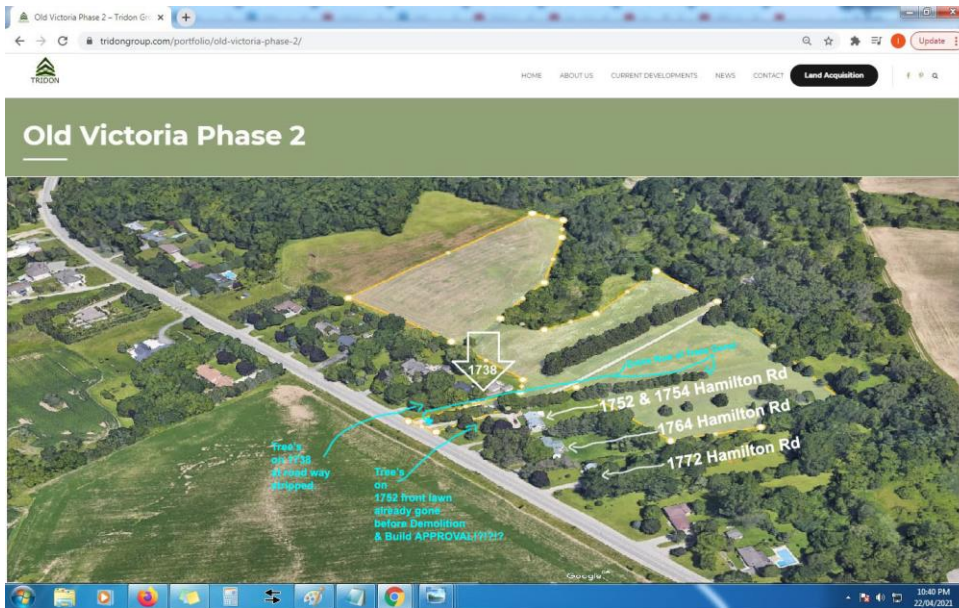 Old Victoria Phase 2 – Tridon Gr
tridongroup.com/portfolio/old-victoria-phase-2/
Update
TRIDON
HOME ABOUT US CURRENT DEVELOPMENTS NEWS CONTACT Land Acquisition
Old Victoria Phase 2
1738
1752 & 1754 Hamilton Rd
1764 Hamilton Rd
1772 Hamilton Rd
Tree's
on 1738
at road way
stripped
Tree's
on
1752 front lawn
already gone
before Demolition
& Build APPROVAL!?!?!?
Google
10:40 PM
22/04/2021